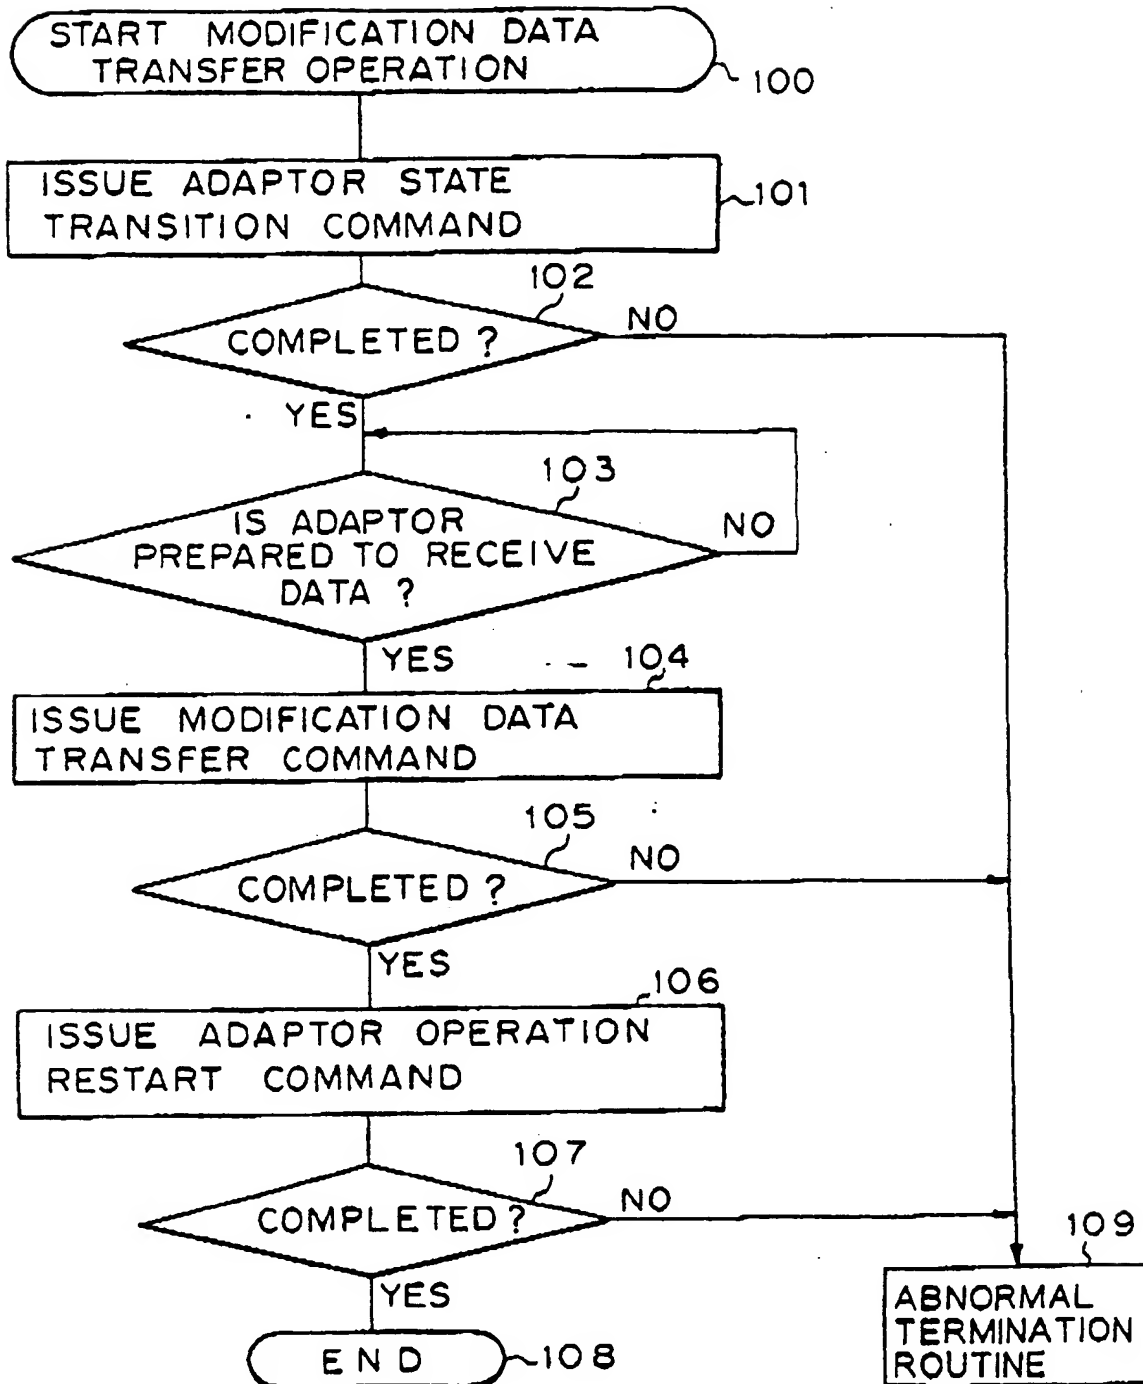 START MODIFICATION DATA
TRANSFER OPERATION
100
ISSUE ADAPTOR STATE
TRANSITION COMMAND
101
102
COMPLETED ?
NO
YES
103
IS ADAPTOR
PREPARED TO RECEIVE
DATA ?
NO
YES
104
ISSUE MODIFICATION DATA
TRANSFER COMMAND
105
COMPLETED ?
NO
YES
106
ISSUE ADAPTOR OPERATION
RESTART COMMAND
107
COMPLETED ?
NO
YES
109
ABNORMAL
TERMINATION
ROUTINE
END
108